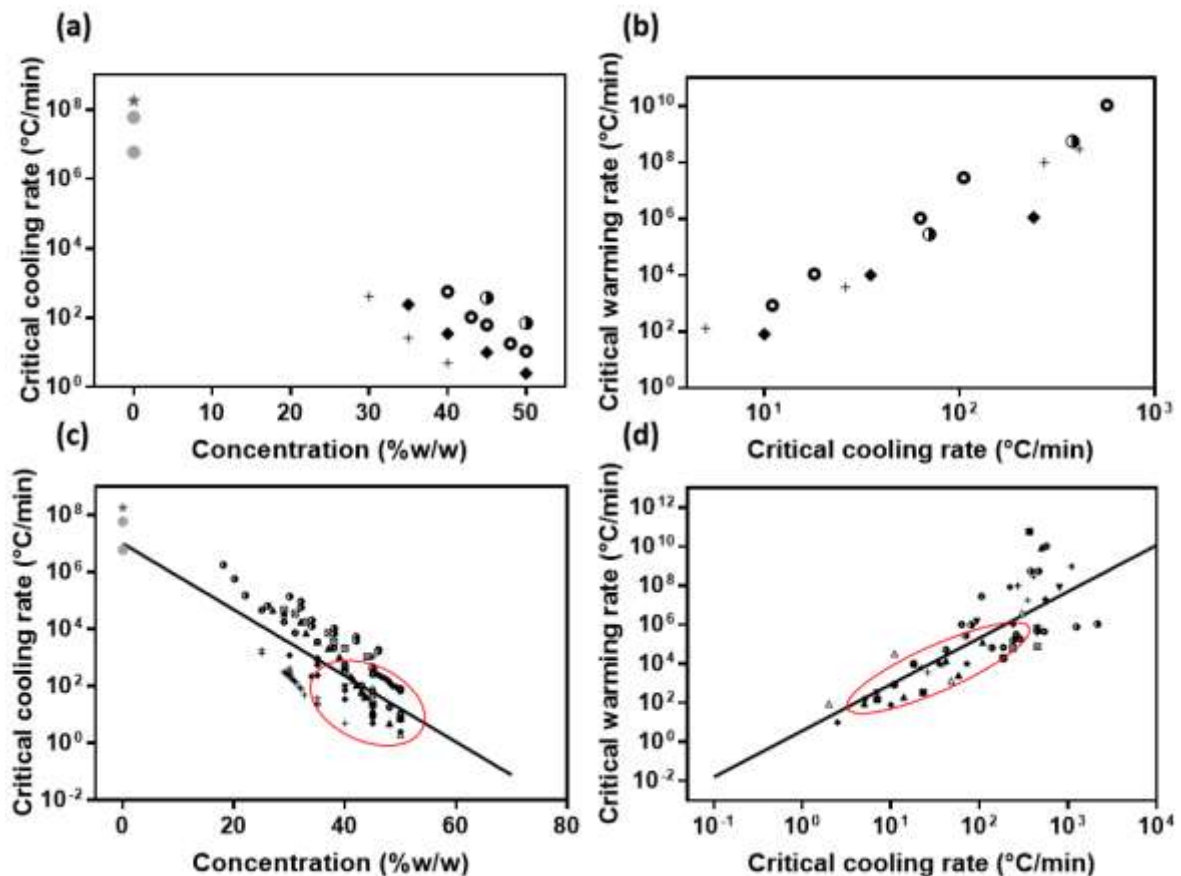 (a)
Critical cooling rate (°C/min)
10⁸
10⁶
10⁴
10²
10⁰
0 10 20 30 40 50
Concentration (%w/w)
(b)
Critical warming rate (°C/min)
10¹⁰
10⁸
10⁶
10⁴
10²
10⁰
10¹ 10² 10³
Critical cooling rate (°C/min)
(c)
Critical cooling rate (°C/min)
10⁸
10⁶
10⁴
10²
10⁰
10⁻²
0 20 40 60 80
Concentration (%w/w)
(d)
Critical warming rate (°C/min)
10¹²
10¹⁰
10⁸
10⁶
10⁴
10²
10⁰
10⁻²
10⁻¹ 10⁰ 10¹ 10² 10³ 10⁴
Critical cooling rate (°C/min)